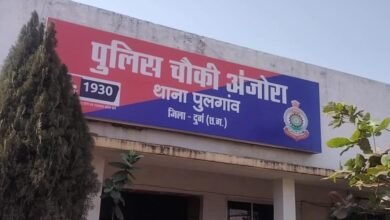 पुलिस चौकी अंजोरा
1930
थाना पुलगांव
जिला - दुर्ग (छ.ग.)